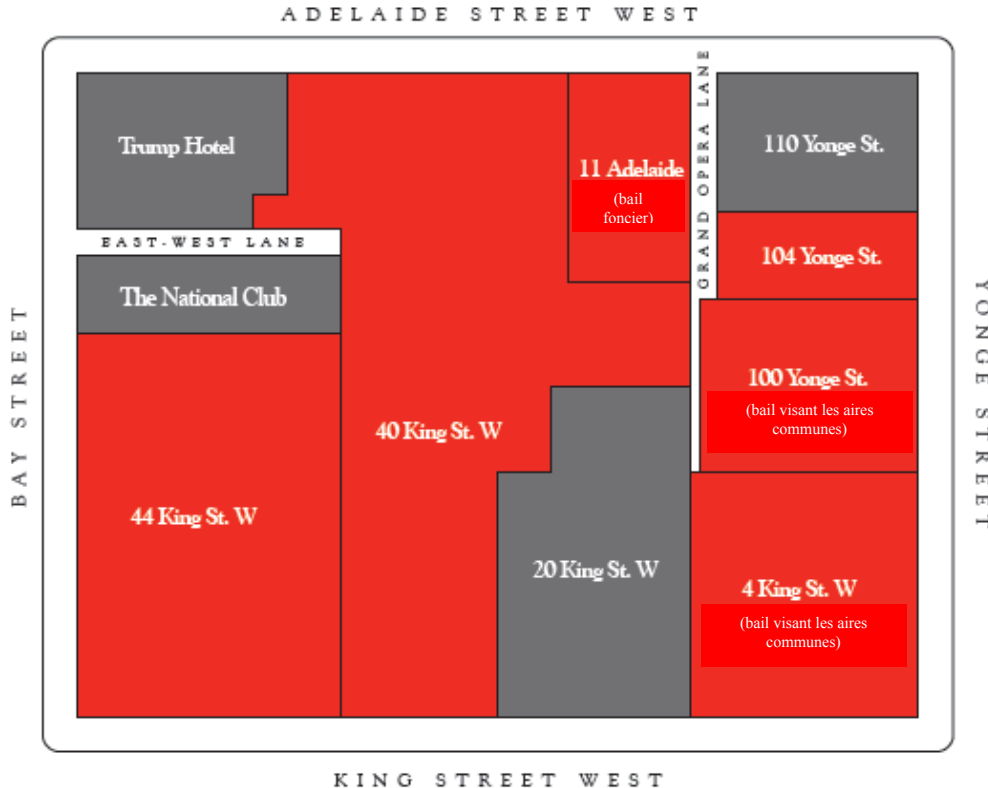 ADELAIDE STREET WEST
Trump Hotel
11 Adelaide
(bail
foncier)
GRAND OPERA LANE
110 Yonge St.
EAST-WEST LANE
104 Yonge St.
The National Club
BAY STREET
YONGE STREET
100 Yonge St.
(bail visant les aires
communes)
40 King St. W
44 King St. W
20 King St. W
4 King St. W
(bail visant les aires
communes)
KING STREET WEST